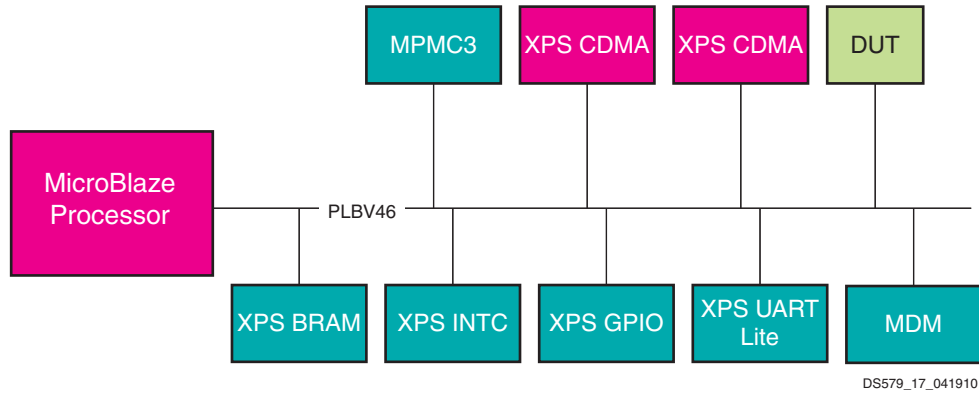 MPMC3
XPS CDMA
XPS CDMA
DUT
MicroBlaze
Processor
PLBV46
XPS BRAM
XPS INTC
XPS GPIO
XPS UART
Lite
MDM
DS579_17_041910